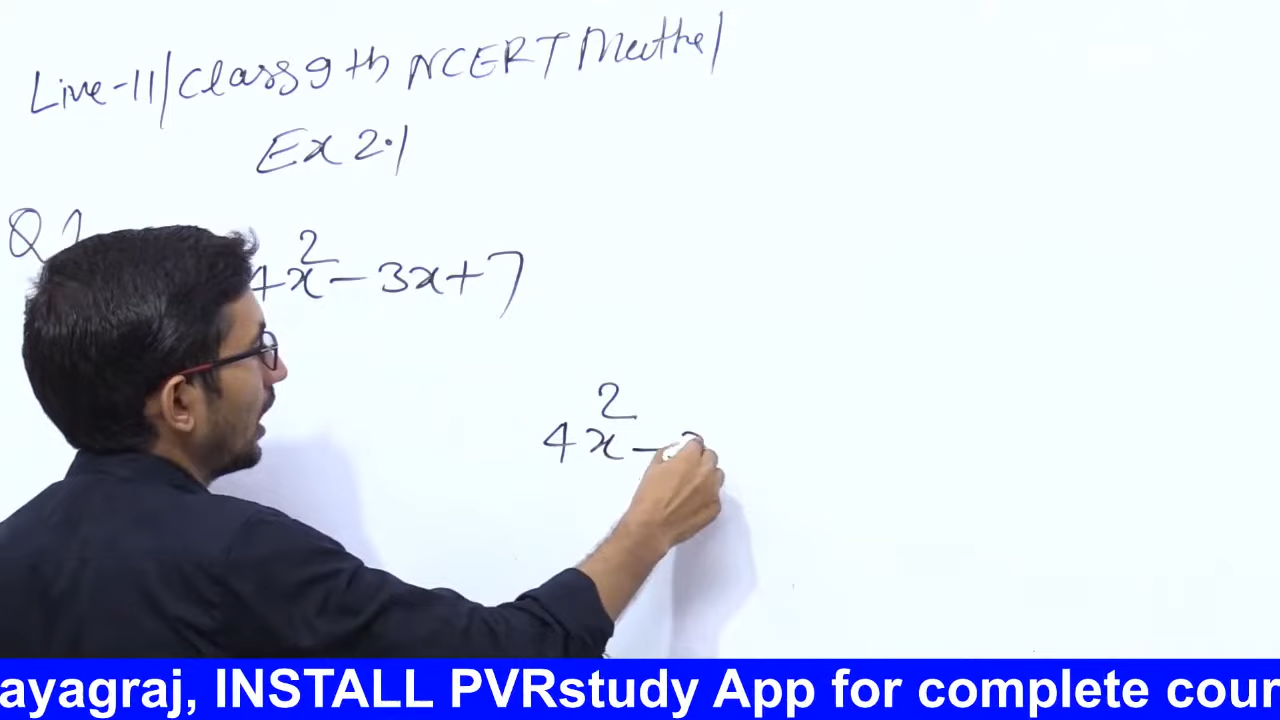 Live-11/Class 9th NCERT Maths/
Ex 2.1
Q 1
4x² - 3x + 7
4x² -
ayagraj, INSTALL PVRstudy App for complete cour